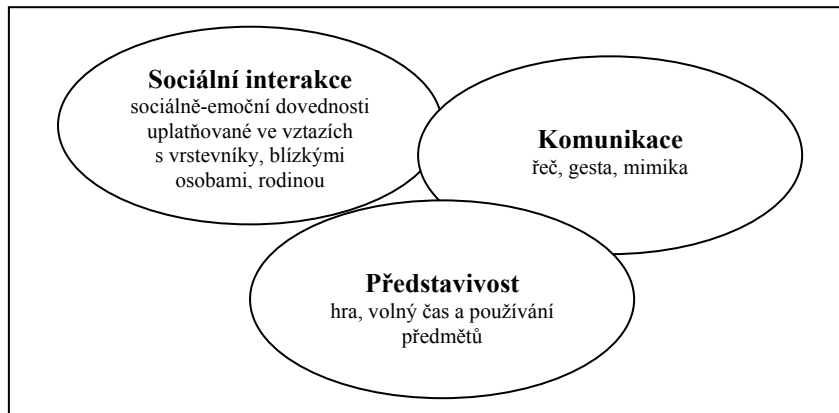 Sociální interakce
sociálně-emoční dovednosti
uplatňované ve vztazích
s vrstevníky, blízkými
osobami, rodinou
Komunikace
řeč, gesta, mimika
Představivost
hra, volný čas a používání
předmětů